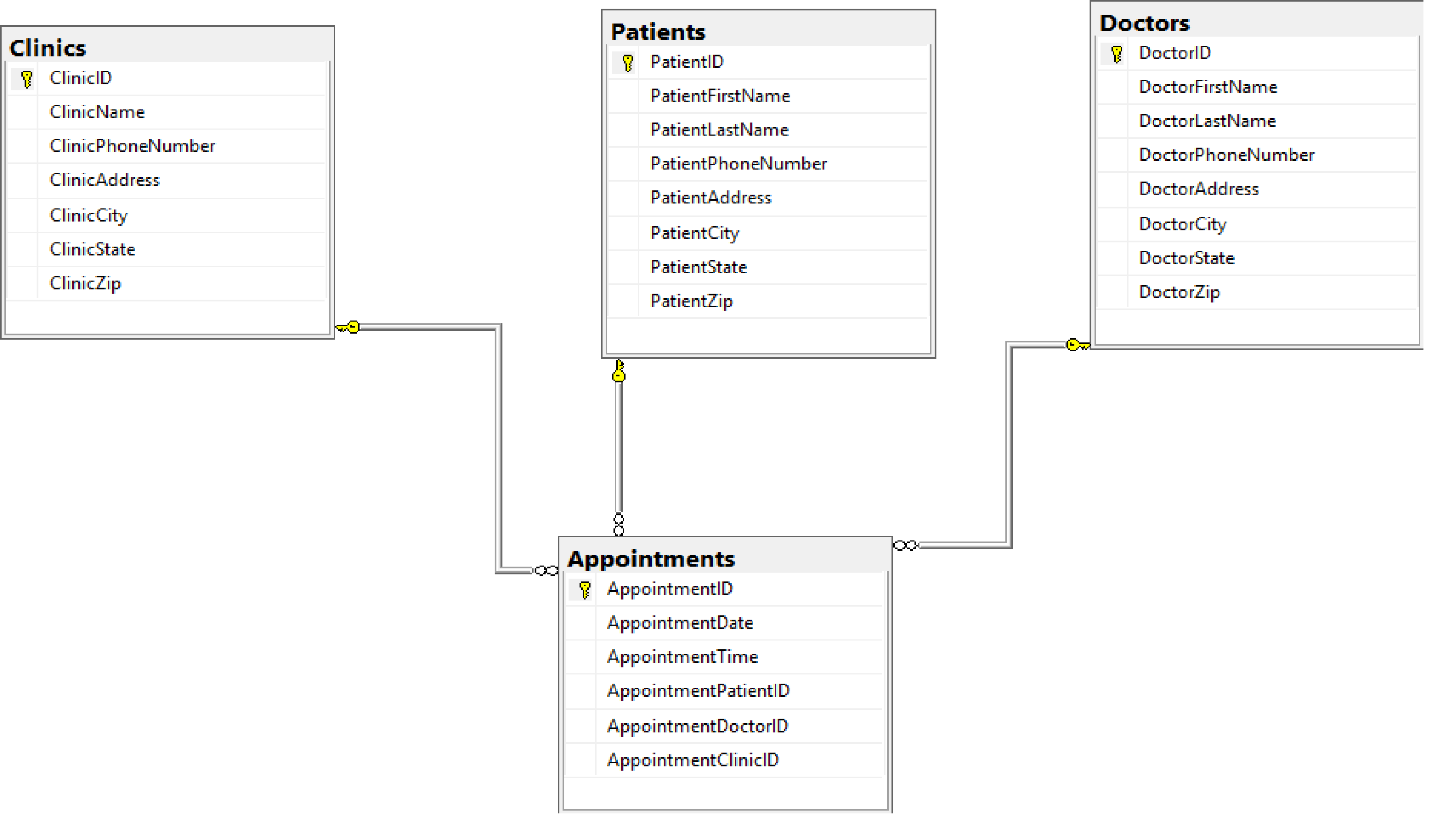 Clinics
ClinicID
ClinicName
ClinicPhoneNumber
ClinicAddress
ClinicCity
ClinicState
ClinicZip
Patients
PatientID
PatientFirstName
PatientLastName
PatientPhoneNumber
PatientAddress
PatientCity
PatientState
PatientZip
Doctors
DoctorID
DoctorFirstName
DoctorLastName
DoctorPhoneNumber
DoctorAddress
DoctorCity
DoctorState
DoctorZip
Appointments
AppointmentID
AppointmentDate
AppointmentTime
AppointmentPatientID
AppointmentDoctorID
AppointmentClinicID